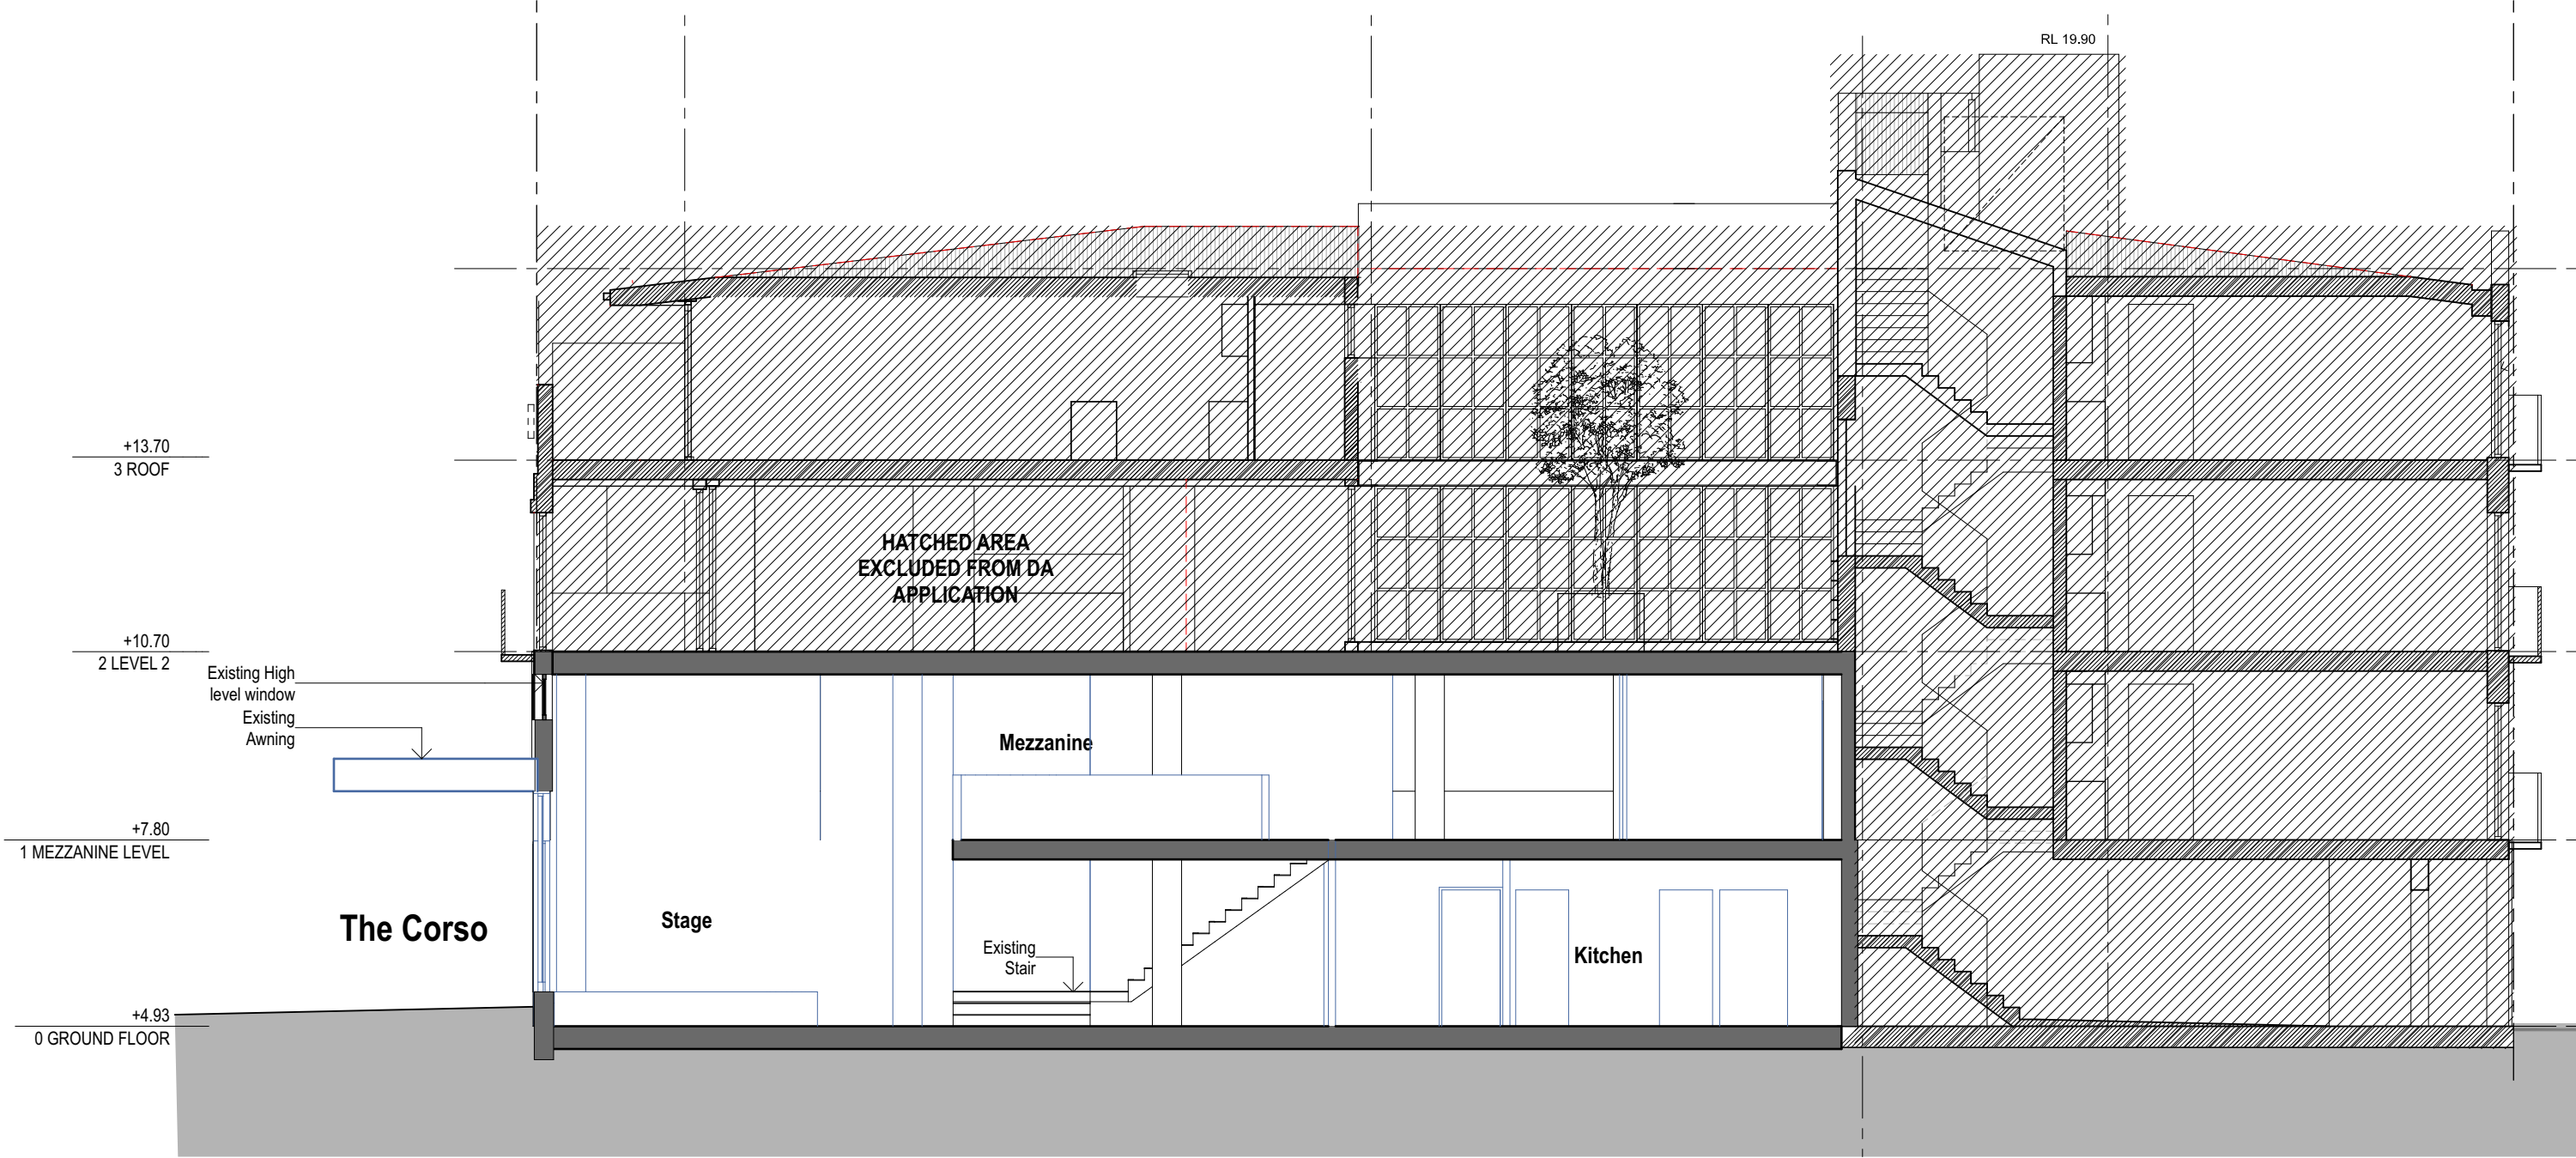 RL 19.90
+13.70
3 ROOF
HATCHED AREA
EXCLUDED FROM DA
APPLICATION
+10.70
2 LEVEL 2
Existing High
level window
Existing
Awning
Mezzanine
+7.80
1 MEZZANINE LEVEL
The Corso
Stage
Existing
Stair
Kitchen
+4.93
0 GROUND FLOOR